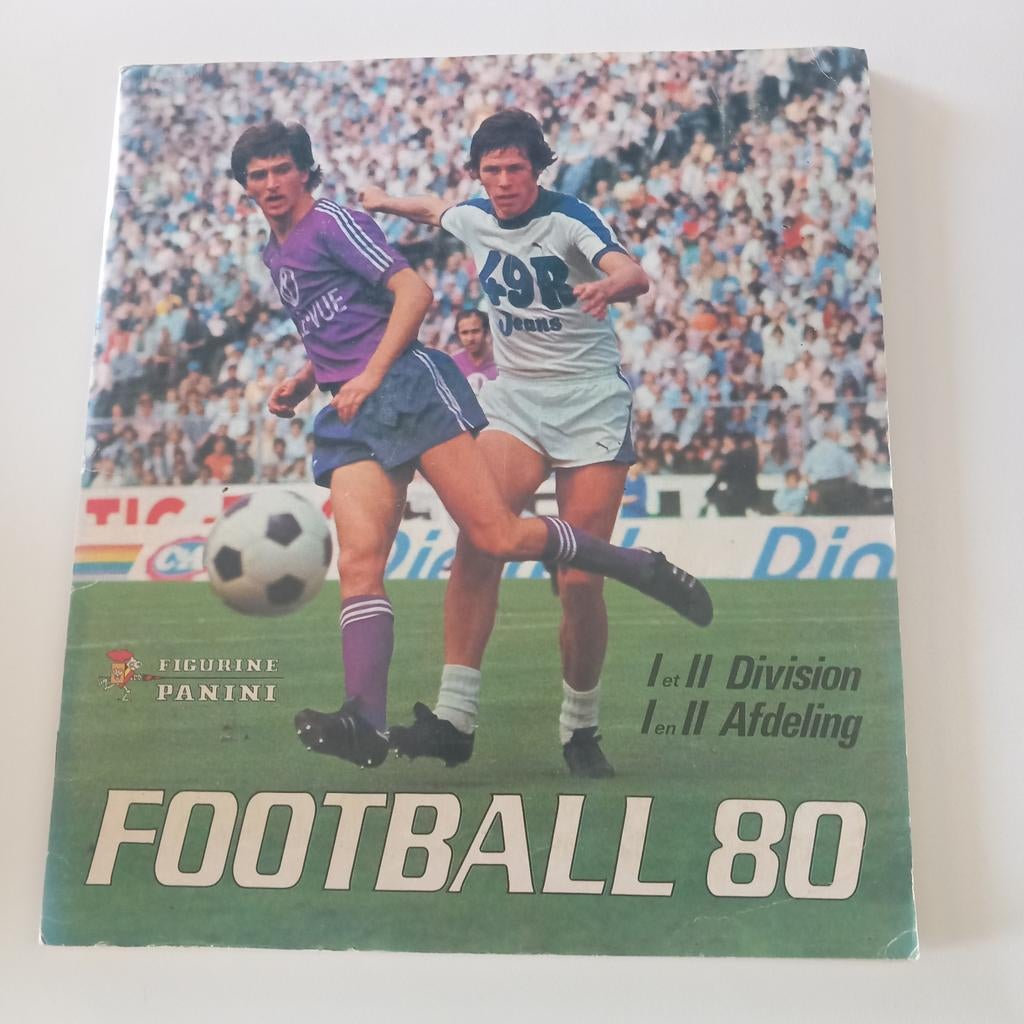 49R
Jeans
FIGURINE
PANINI
I et II Division
I en II Afdeling
FOOTBALL 80